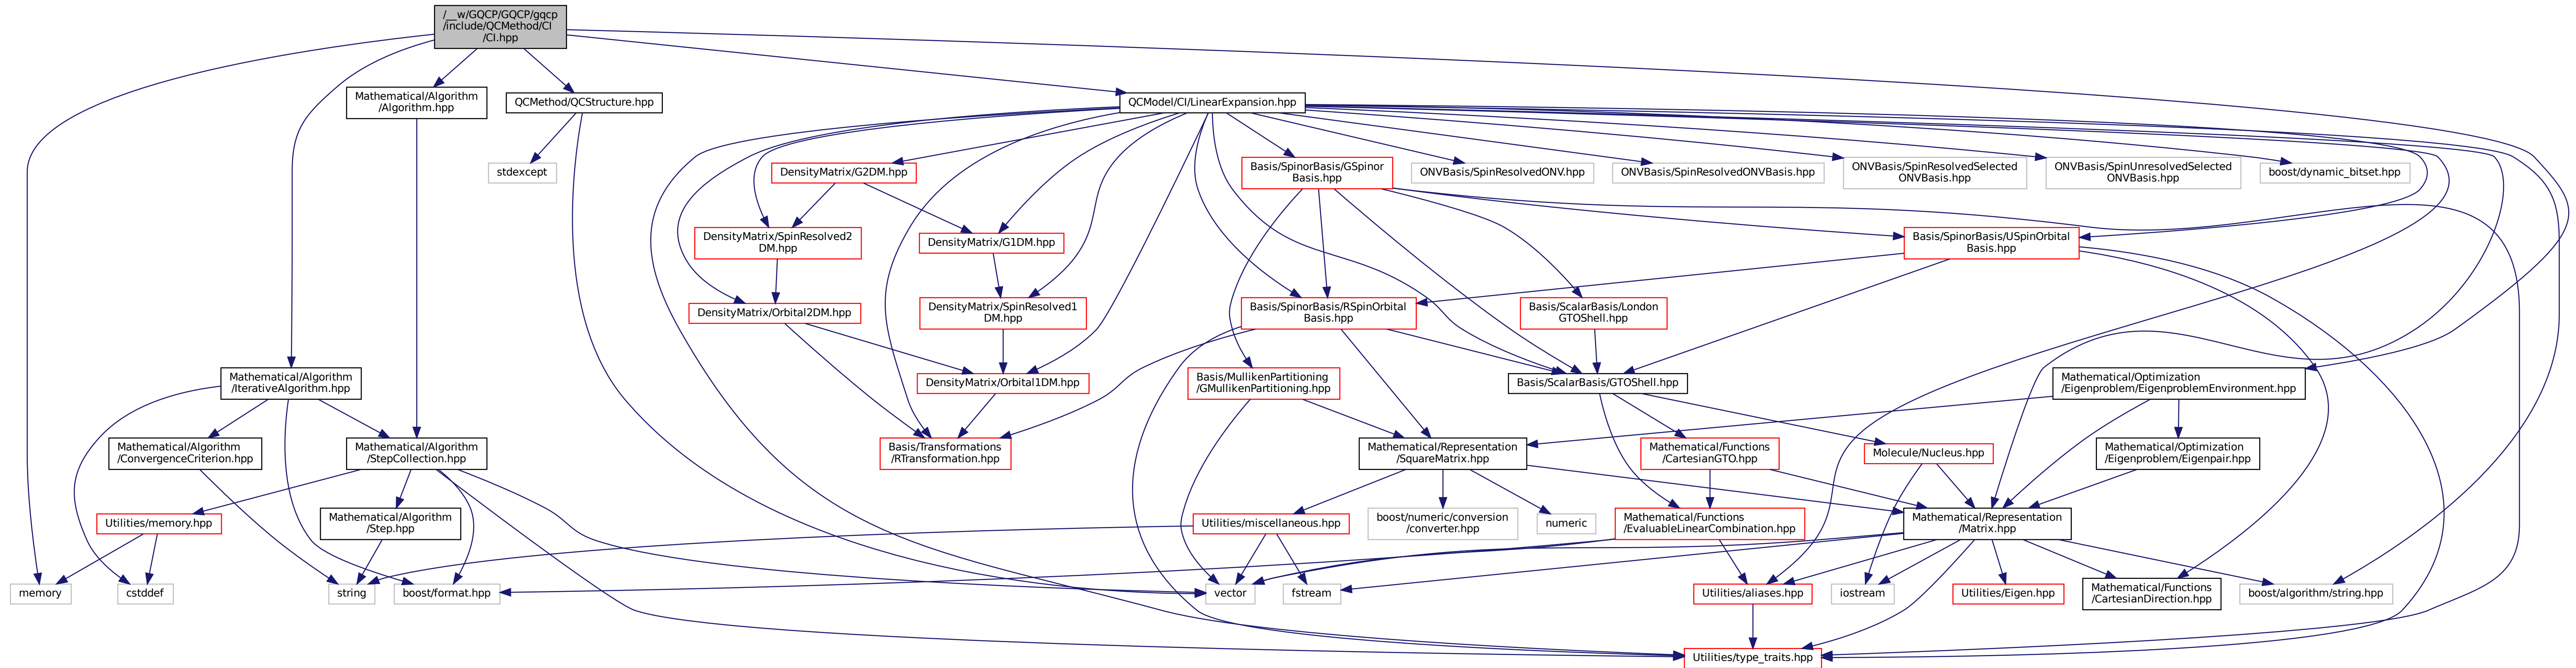 /__w/GQCP/GQCP/gqcp
/include/QCMethod/CI
/CI.hpp
Mathematical/Algorithm
/Algorithm.hpp
QCMethod/QCStructure.hpp
QCModel/CI/LinearExpansion.hpp
stdexcept
DensityMatrix/G2DM.hpp
Basis/SpinorBasis/GSpinor
Basis.hpp
ONVBasis/SpinResolvedONV.hpp
ONVBasis/SpinResolvedONVBasis.hpp
ONVBasis/SpinResolvedSelected
ONVBasis.hpp
ONVBasis/SpinUnresolvedSelected
ONVBasis.hpp
boost/dynamic_bitset.hpp
DensityMatrix/SpinResolved2
DM.hpp
DensityMatrix/G1DM.hpp
Basis/SpinorBasis/USpinOrbital
Basis.hpp
DensityMatrix/Orbital2DM.hpp
DensityMatrix/SpinResolved1
DM.hpp
Basis/SpinorBasis/RSpinOrbital
Basis.hpp
Basis/ScalarBasis/London
GTOShell.hpp
Mathematical/Algorithm
/IterativeAlgorithm.hpp
DensityMatrix/Orbital1DM.hpp
Basis/MullikenPartitioning
/GMullikenPartitioning.hpp
Basis/ScalarBasis/GTOShell.hpp
Mathematical/Optimization
/Eigenproblem/EigenproblemEnvironment.hpp
Mathematical/Algorithm
/ConvergenceCriterion.hpp
Mathematical/Algorithm
/StepCollection.hpp
Basis/Transformations
/RTransformation.hpp
Mathematical/Representation
/SquareMatrix.hpp
Mathematical/Functions
/CartesianGTO.hpp
Molecule/Nucleus.hpp
Mathematical/Optimization
/Eigenproblem/Eigenpair.hpp
Utilities/memory.hpp
Mathematical/Algorithm
/Step.hpp
Utilities/miscellaneous.hpp
boost/numeric/conversion
/converter.hpp
numeric
Mathematical/Functions
/EvaluableLinearCombination.hpp
Mathematical/Representation
/Matrix.hpp
memory
cstddef
string
boost/format.hpp
vector
fstream
Utilities/aliases.hpp
iostream
Utilities/Eigen.hpp
Mathematical/Functions
/CartesianDirection.hpp
boost/algorithm/string.hpp
Utilities/type_traits.hpp